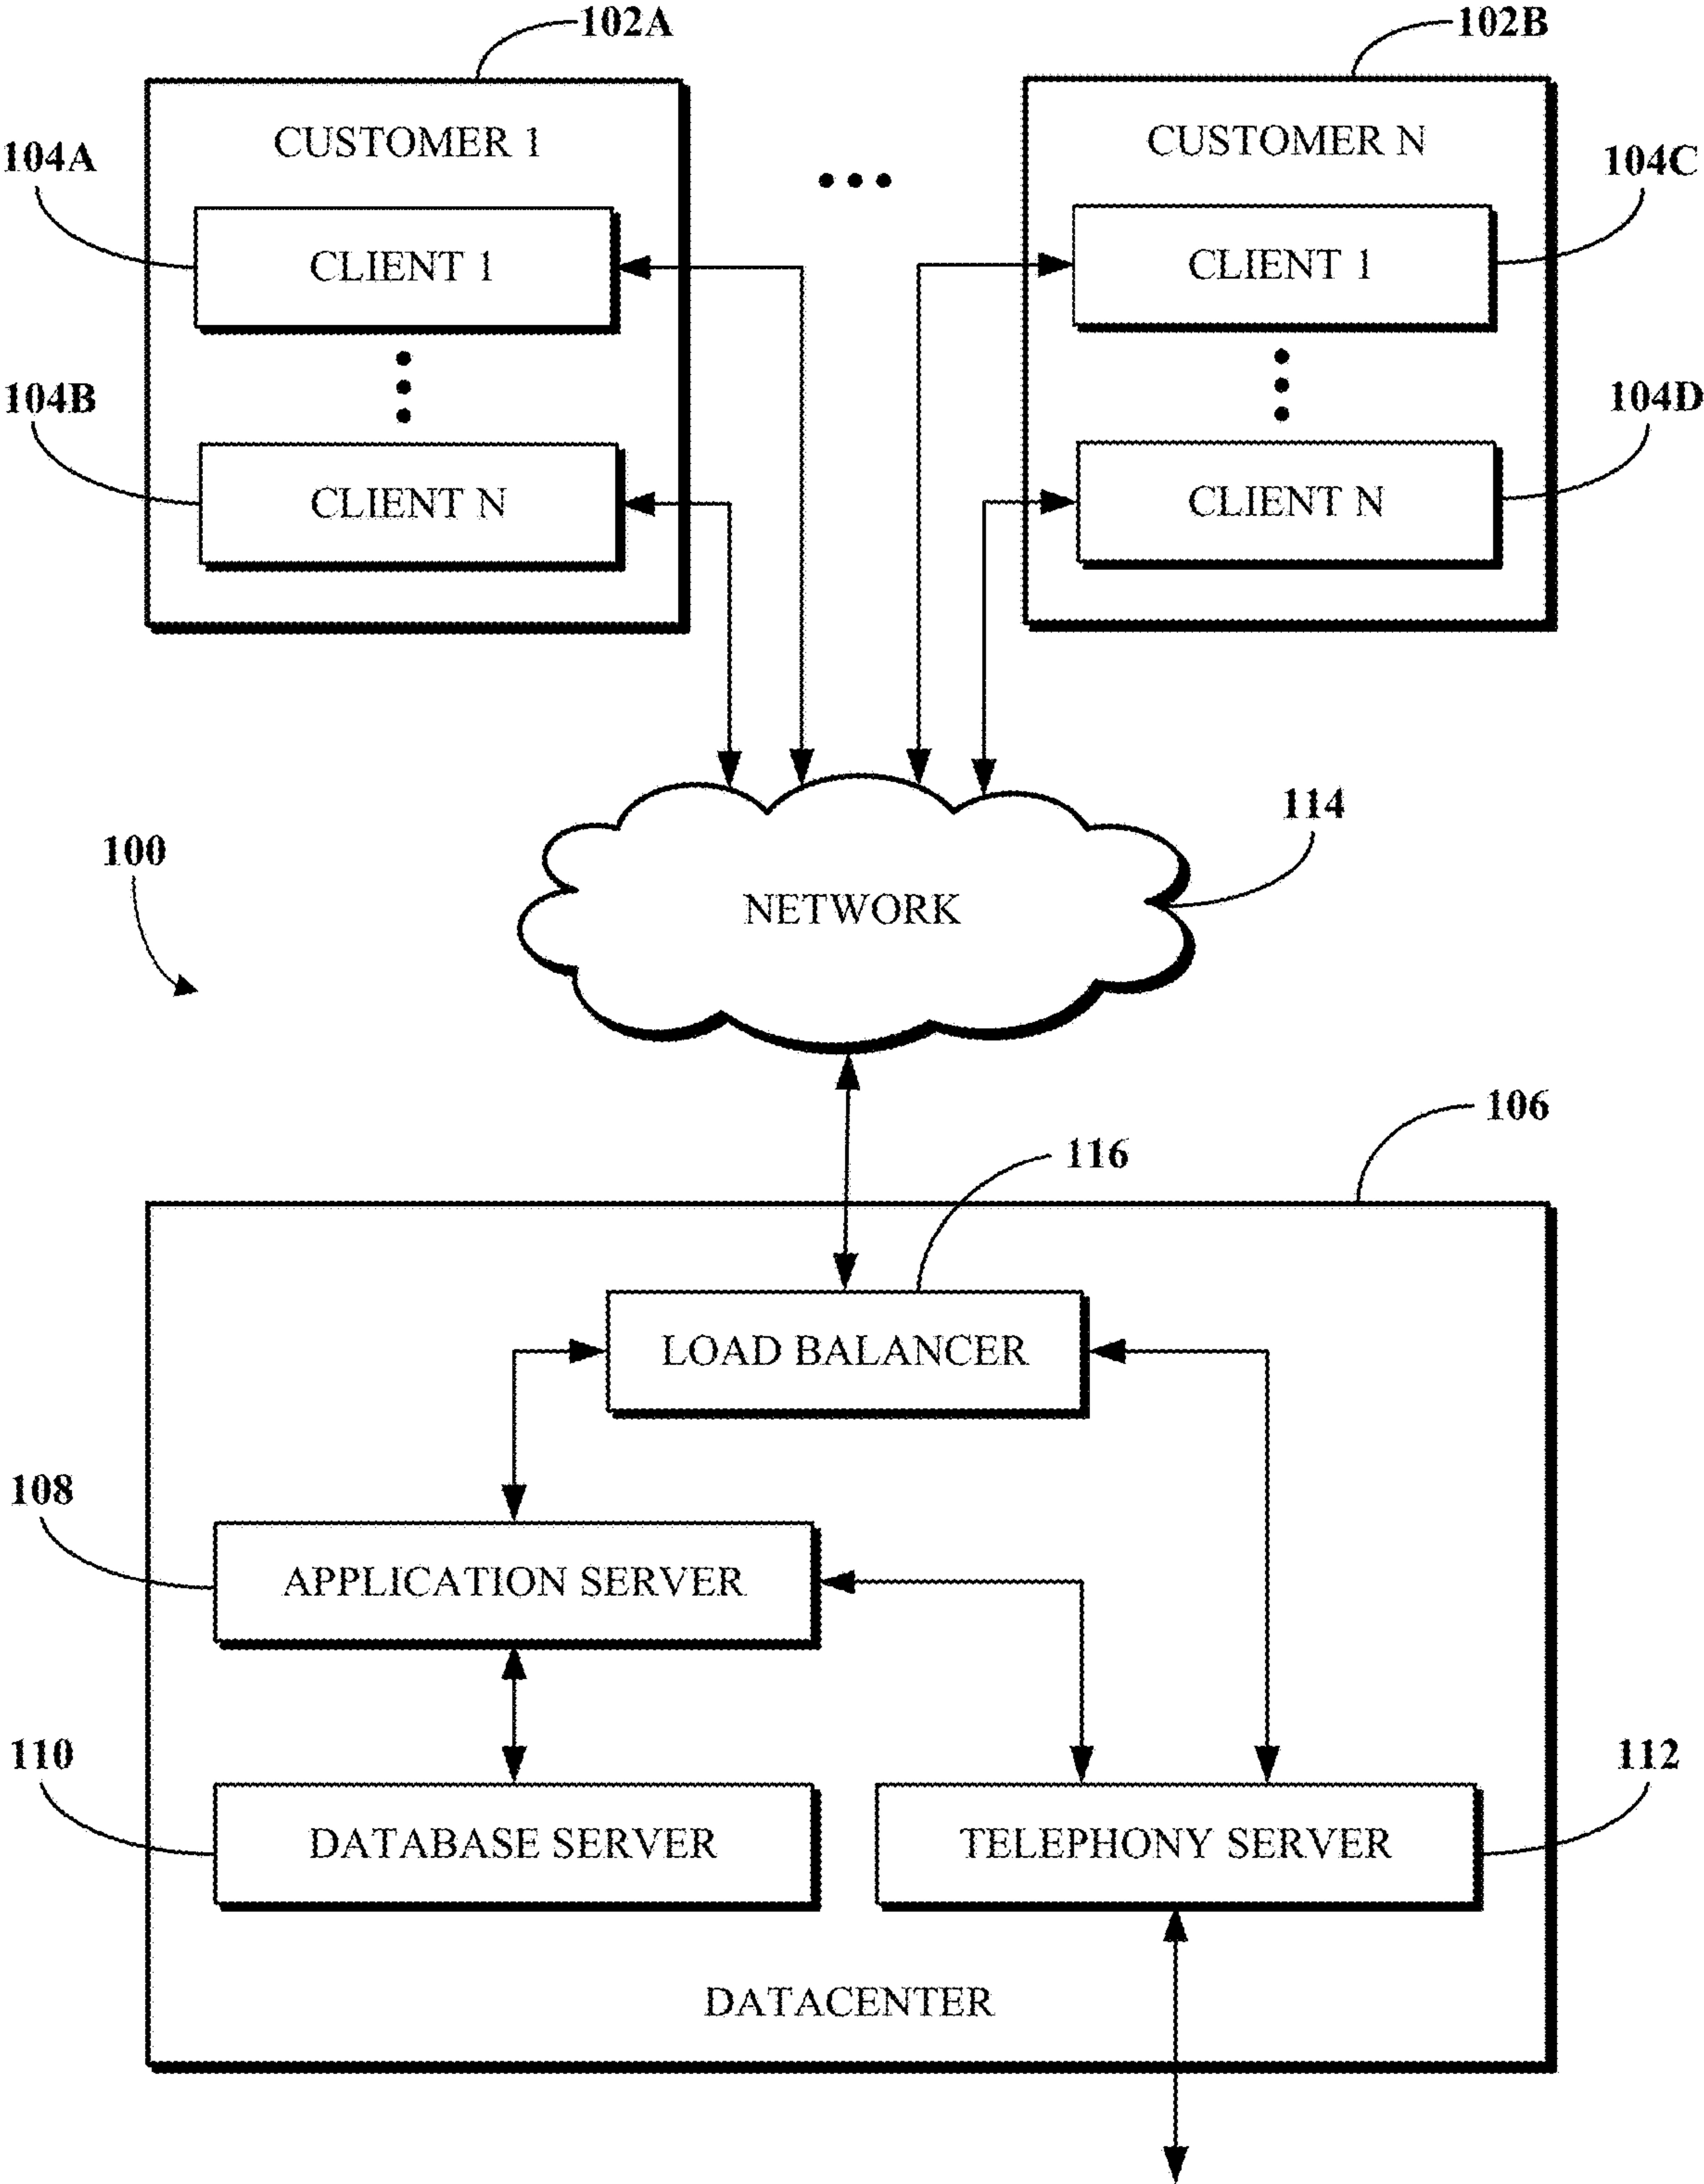 102A
102B
CUSTOMER 1
CUSTOMER N
104A
104C
CLIENT 1
CLIENT 1
104B
104D
CLIENT N
CLIENT N
114
100
NETWORK
106
116
LOAD BALANCER
108
APPLICATION SERVER
110
112
DATABASE SERVER
TELEPHONY SERVER
DATACENTER